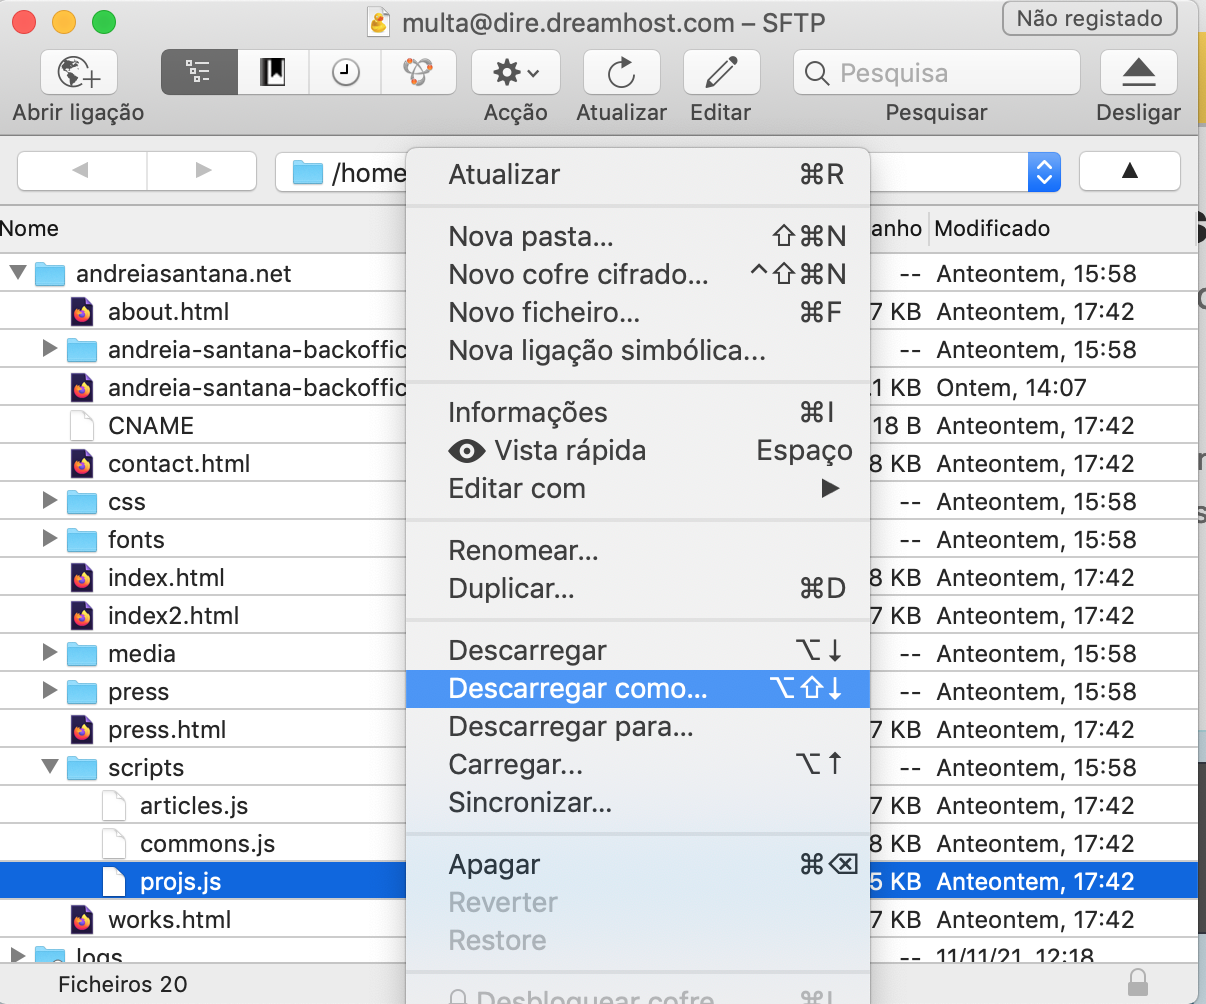 multa@dire.dreamhost.com – SFTP
Não registado
Pesquisa
Abrir ligação
Acção
Atualizar
Editar
Pesquisar
Desligar
/home
Nome
anho
Modificado
andreiasantana.net -- Anteontem, 15:58
about.html 7 KB Anteontem, 17:42
andreia-santana-backoffic -- Anteontem, 15:58
andreia-santana-backoffic .1 KB Ontem, 14:07
CNAME 18 B Anteontem, 17:42
contact.html 8 KB Anteontem, 17:42
css -- Anteontem, 15:58
fonts -- Anteontem, 15:58
index.html 8 KB Anteontem, 17:42
index2.html 7 KB Anteontem, 17:42
media -- Anteontem, 15:58
press -- Anteontem, 15:58
press.html 7 KB Anteontem, 17:42
scripts -- Anteontem, 15:58
articles.js 7 KB Anteontem, 17:42
commons.js 8 KB Anteontem, 17:42
projs.js 5 KB Anteontem, 17:42
works.html 7 KB Anteontem, 17:42
logs -- 11/11/21, 12:18
Ficheiros 20
Atualizar ⌘R
Nova pasta... ⇧⌘N
Novo cofre cifrado... ^⇧⌘N
Novo ficheiro... ⌘F
Nova ligação simbólica...
Informações ⌘I
Vista rápida Espaço
Editar com ▶
Renomear...
Duplicar... ⌘D
Descarregar ⌥↓
Descarregar como... ⌥⇧↓
Descarregar para...
Carregar... ⌥↑
Sincronizar...
Apagar ⌘⌫
Reverter
Restore
Desbloquear cofre